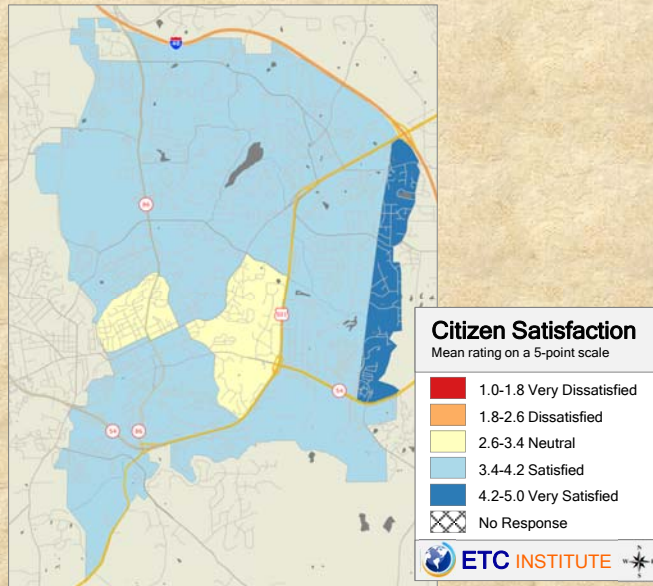 40
86
501
54
54
86
Citizen Satisfaction
Mean rating on a 5-point scale
1.0-1.8 Very Dissatisfied
1.8-2.6 Dissatisfied
2.6-3.4 Neutral
3.4-4.2 Satisfied
4.2-5.0 Very Satisfied
No Response
ETC INSTITUTE
N
W E
S